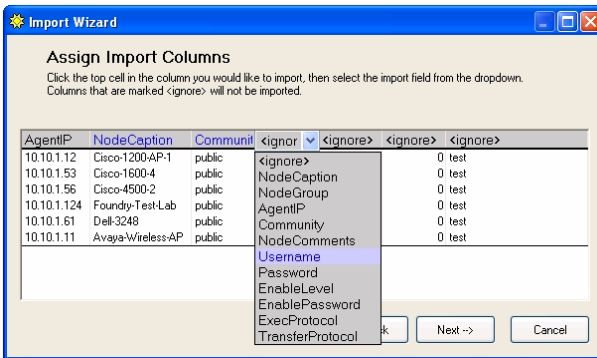 Import Wizard
Assign Import Columns
Click the top cell in the column you would like to import, then select the import field from the dropdown.
Columns that are marked <ignore> will not be imported.
AgentIP NodeCaption Communit <ignor <ignore> <ignore> <ignore>
10.10.1.12 Cisco-1200-AP-1 public 0 test
10.10.1.53 Cisco-1600-4 public 0 test
10.10.1.56 Cisco-4500-2 public 0 test
10.10.1.124 Foundry-Test-Lab public 0 test
10.10.1.61 Dell-3248 public 0 test
10.10.1.11 Avaya-Wireless-AP public 0 test
<ignore>
NodeCaption
NodeGroup
AgentIP
Community
NodeComments
Username
Password
EnableLevel
EnablePassword
ExecProtocol
TransferProtocol
k Next --> Cancel